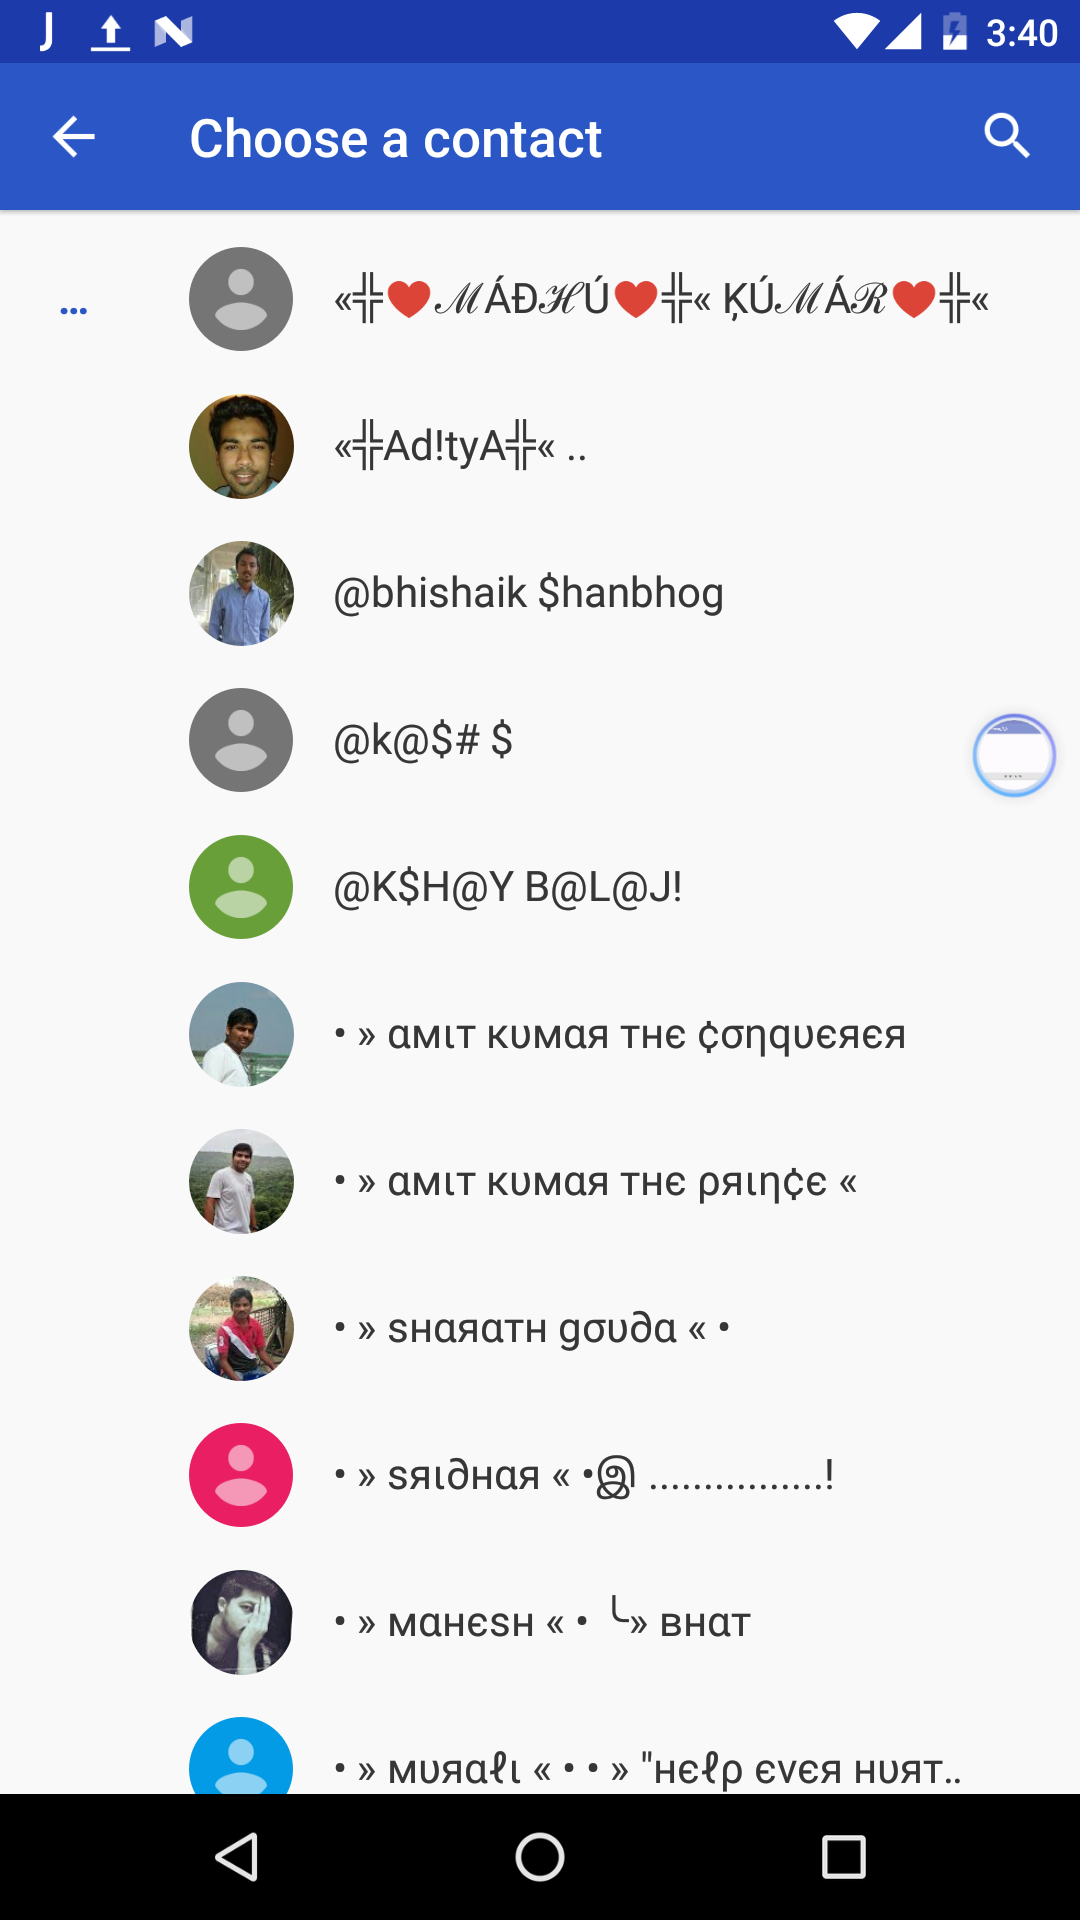 3:40
Choose a contact
...
«╬❤ℳÁÐℋÚ❤╬« ĶÚℳÁℛ❤╬«
«╬Ad!tyA╬« ..
@bhishaik $hanbhog
@k@$# $
@K$H@Y B@L@J!
• » αмιт кυмαя тнє ¢σηqυєяєя
• » αмιт кυмαя тнє ρяιη¢є «
• » ѕнαяαтн gσυ∂α « •
• » ѕяι∂нαя « •இ ................!
• » мαнєѕн « • ╰» внαт
• » мυяαℓι « • • » "нєℓρ єνєя нυят..